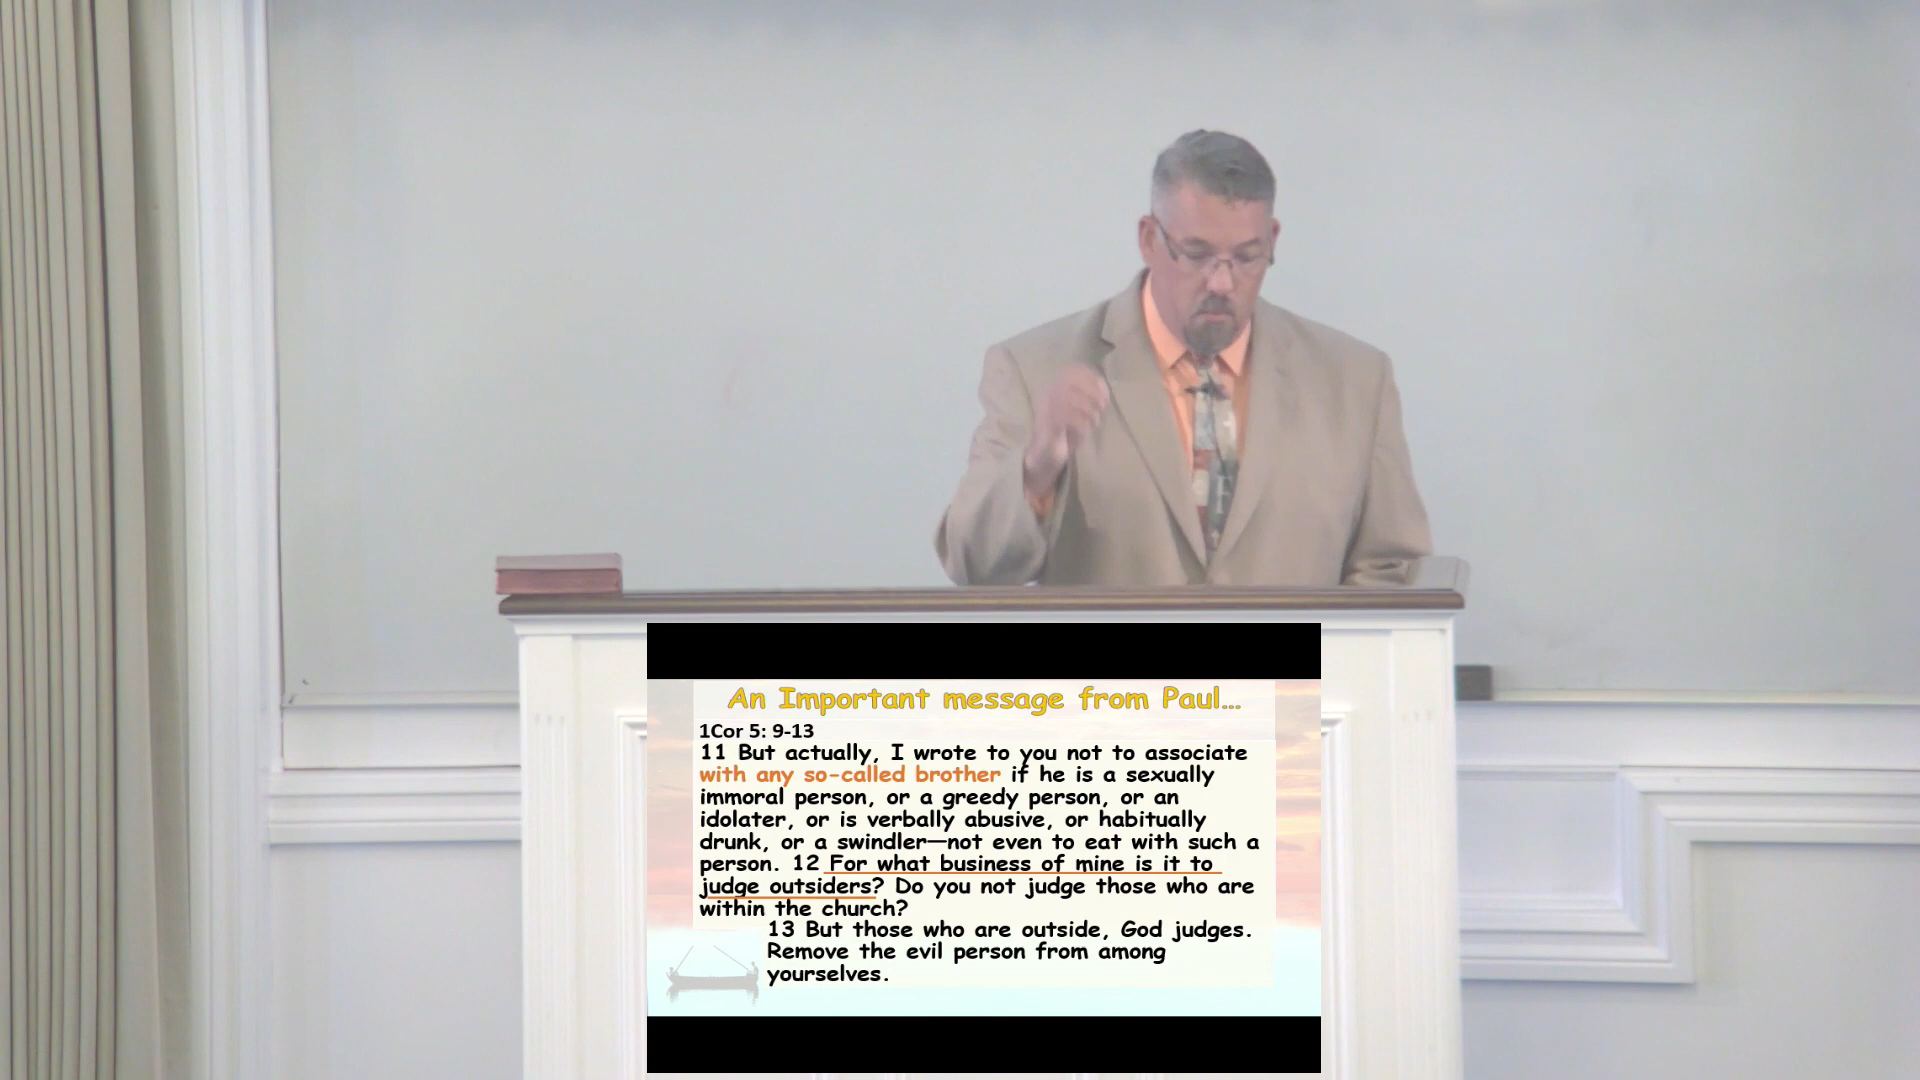 An Important message from Paul...
1Cor 5: 9-13
11 But actually, I wrote to you not to associate
with any so-called brother if he is a sexually
immoral person, or a greedy person, or an
idolater, or is verbally abusive, or habitually
drunk, or a swindler—not even to eat with such a
person. 12 For what business of mine is it to
judge outsiders? Do you not judge those who are
within the church?
13 But those who are outside, God judges.
Remove the evil person from among
yourselves.